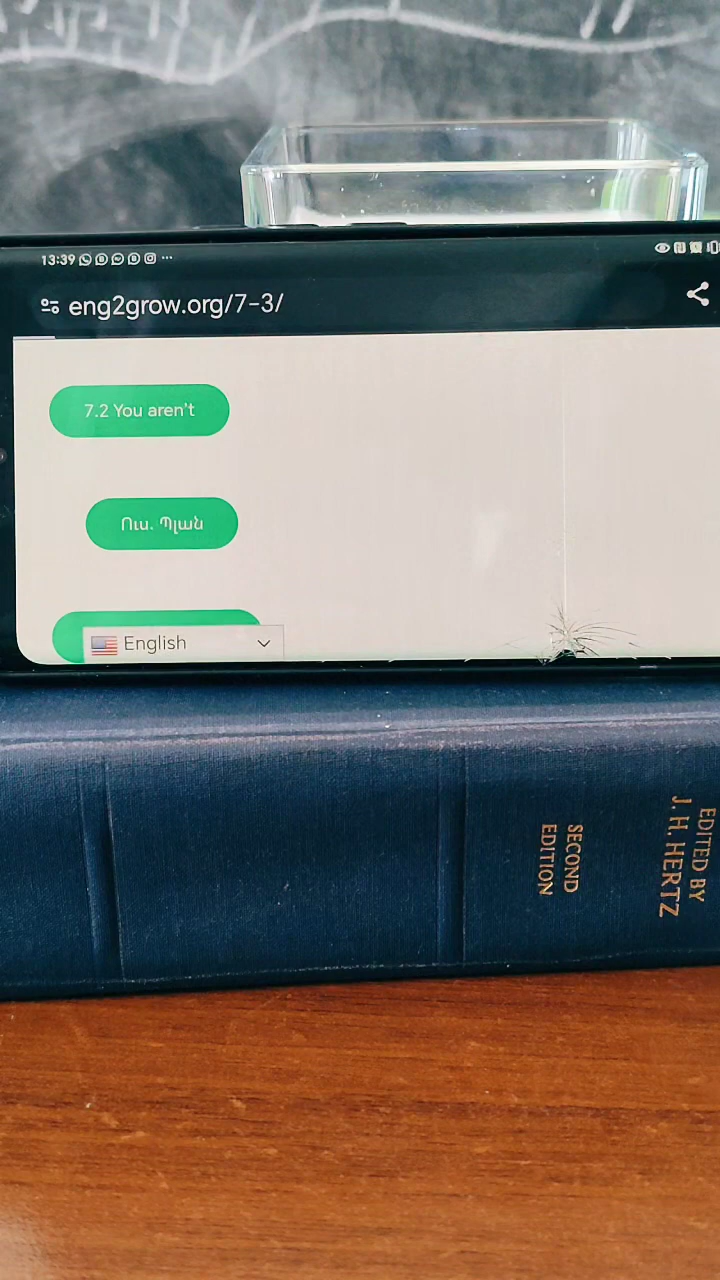 13:39
eng2grow.org/7-3/
7.2 You aren't
Ուս. Պլան
English
EDITED BY
J. H. HERTZ
SECOND
EDITION